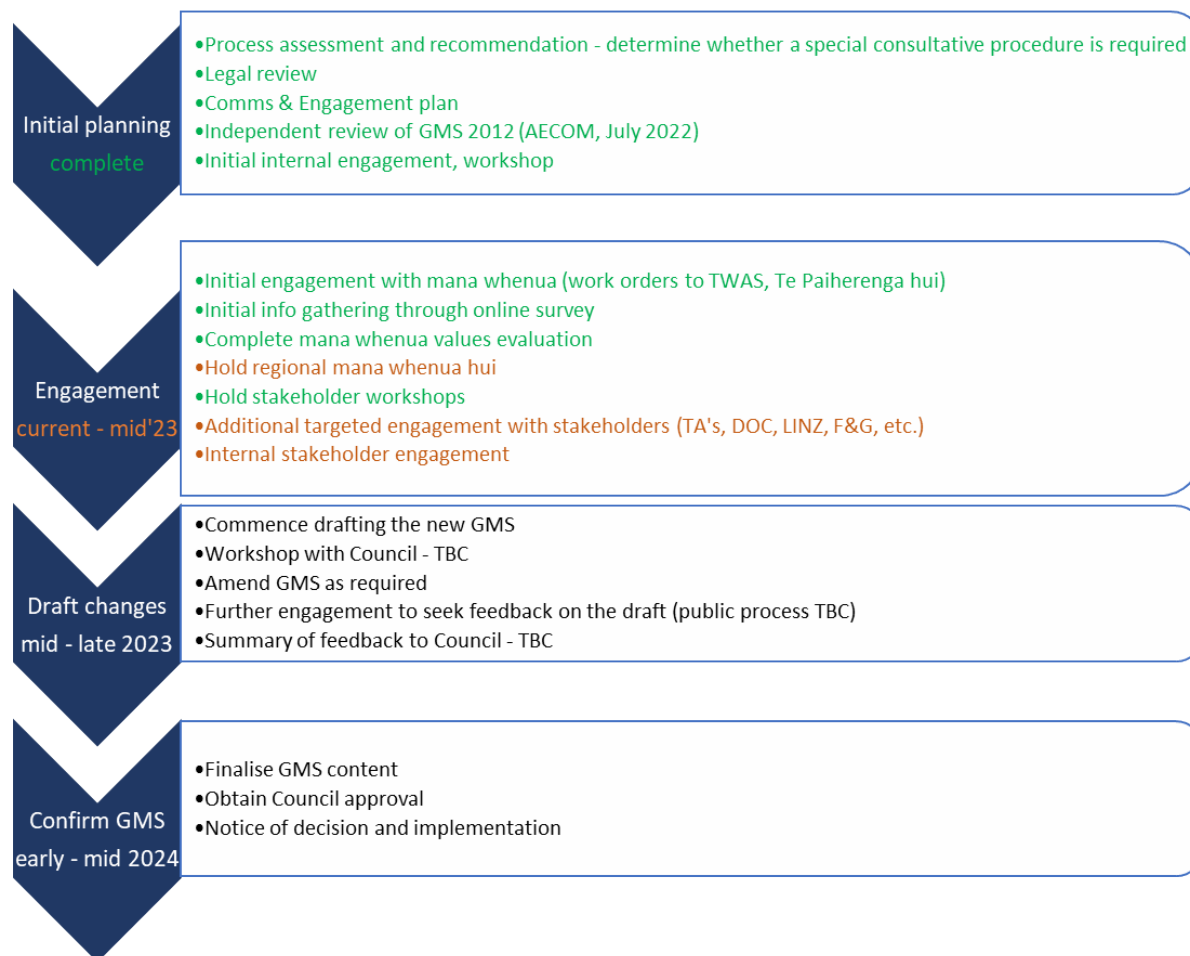 Initial planning
complete
•Process assessment and recommendation - determine whether a special consultative procedure is required
•Legal review
•Comms & Engagement plan
•Independent review of GMS 2012 (AECOM, July 2022)
•Initial internal engagement, workshop
Engagement
current - mid'23
•Initial engagement with mana whenua (work orders to TWAS, Te Paiherenga hui)
•Initial info gathering through online survey
•Complete mana whenua values evaluation
•Hold regional mana whenua hui
•Hold stakeholder workshops
•Additional targeted engagement with stakeholders (TA's, DOC, LINZ, F&G, etc.)
•Internal stakeholder engagement
Draft changes
mid - late 2023
•Commence drafting the new GMS
•Workshop with Council - TBC
•Amend GMS as required
•Further engagement to seek feedback on the draft (public process TBC)
•Summary of feedback to Council - TBC
Confirm GMS
early - mid 2024
•Finalise GMS content
•Obtain Council approval
•Notice of decision and implementation